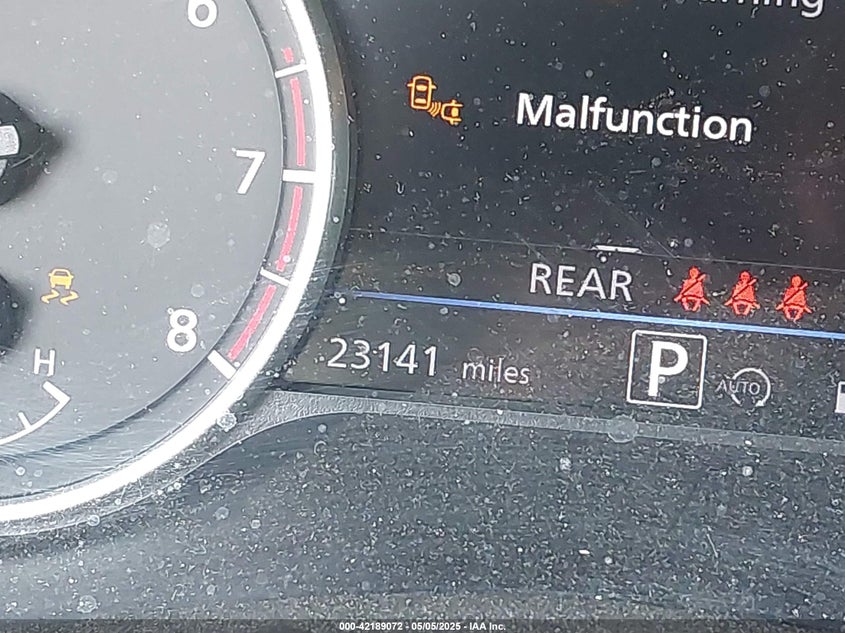 6
Malfunction
7
REAR
8
23141 miles
P
AUTO
H
000-42189072 - 05/05/2025 - IAA Inc.